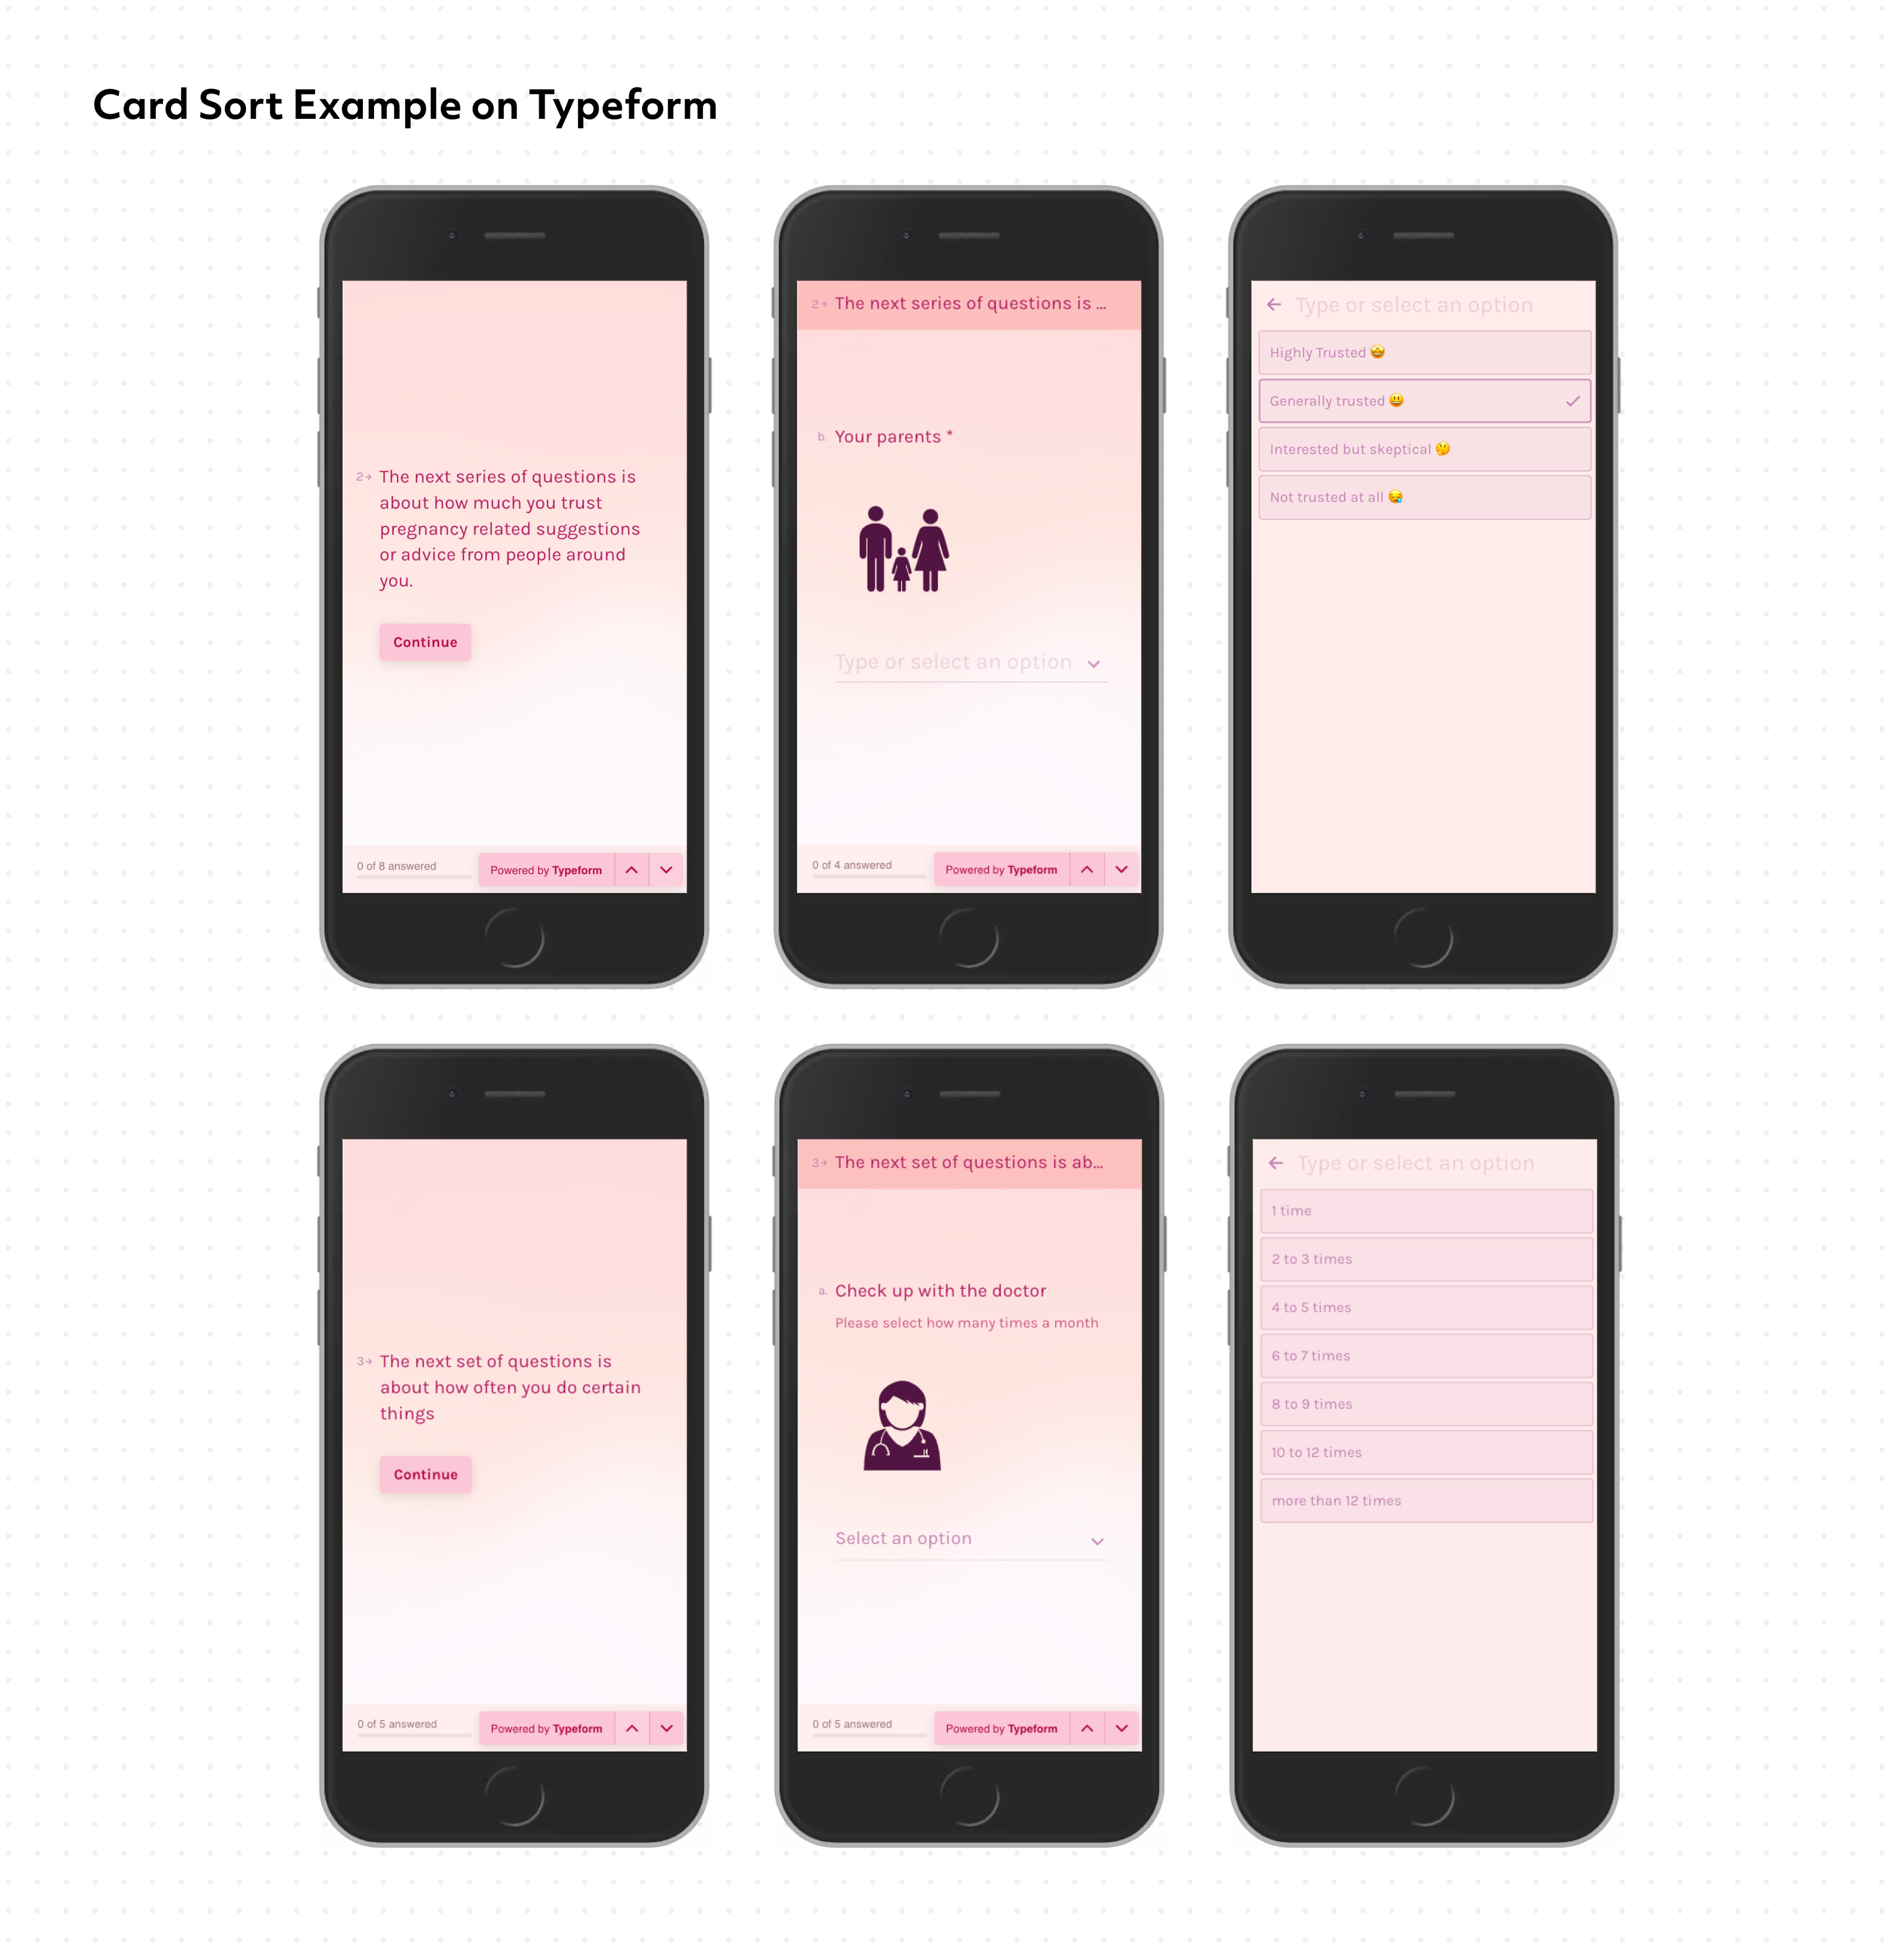 Card Sort Example on Typeform
2→ The next series of questions is
about how much you trust
pregnancy related suggestions
or advice from people around
you.
Continue
0 of 8 answered
Powered by Typeform
2→ The next series of questions is ...
b. Your parents *
Type or select an option
0 of 4 answered
Powered by Typeform
← Type or select an option
Highly Trusted 🤩
Generally trusted 😃
Interested but skeptical 🤔
Not trusted at all 😪
3→ The next set of questions is
about how often you do certain
things
Continue
0 of 5 answered
Powered by Typeform
3→ The next set of questions is ab...
a. Check up with the doctor
Please select how many times a month
Select an option
0 of 5 answered
Powered by Typeform
← Type or select an option
1 time
2 to 3 times
4 to 5 times
6 to 7 times
8 to 9 times
10 to 12 times
more than 12 times